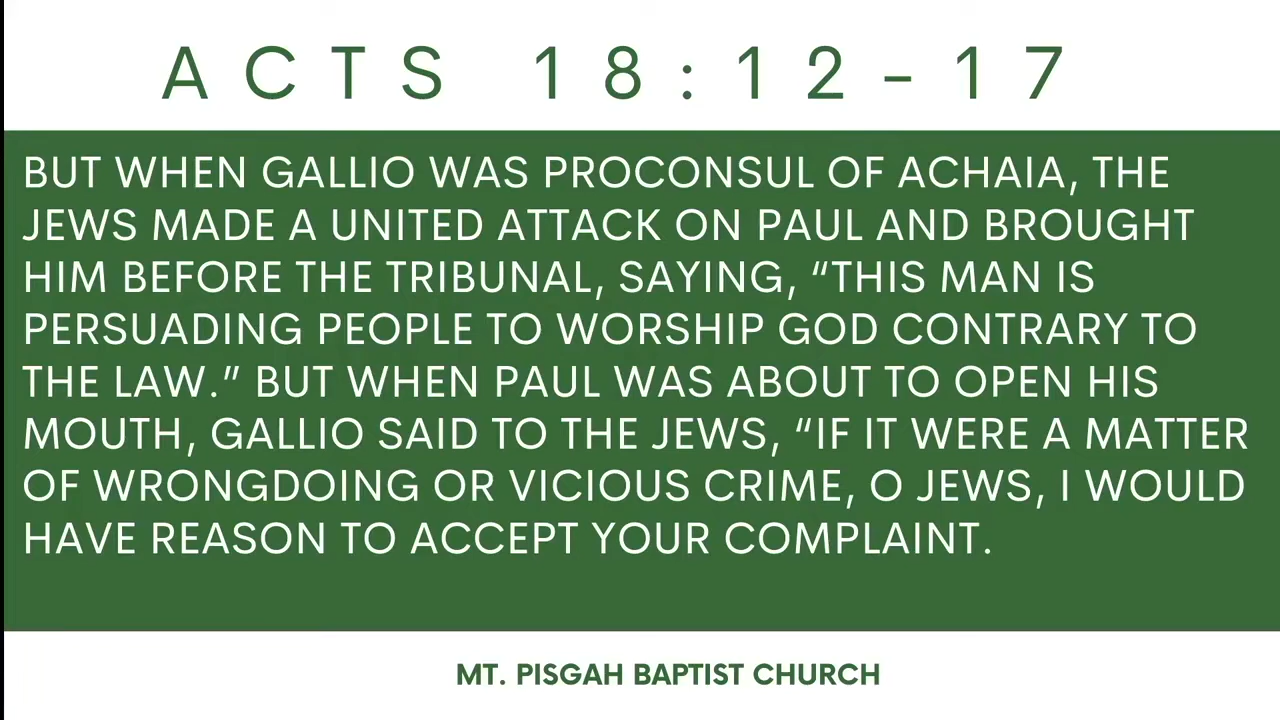 ACTS 18:12-17
BUT WHEN GALLIO WAS PROCONSUL OF ACHAIA, THE
JEWS MADE A UNITED ATTACK ON PAUL AND BROUGHT
HIM BEFORE THE TRIBUNAL, SAYING, “THIS MAN IS
PERSUADING PEOPLE TO WORSHIP GOD CONTRARY TO
THE LAW.” BUT WHEN PAUL WAS ABOUT TO OPEN HIS
MOUTH, GALLIO SAID TO THE JEWS, “IF IT WERE A MATTER
OF WRONGDOING OR VICIOUS CRIME, O JEWS, I WOULD
HAVE REASON TO ACCEPT YOUR COMPLAINT.
MT. PISGAH BAPTIST CHURCH